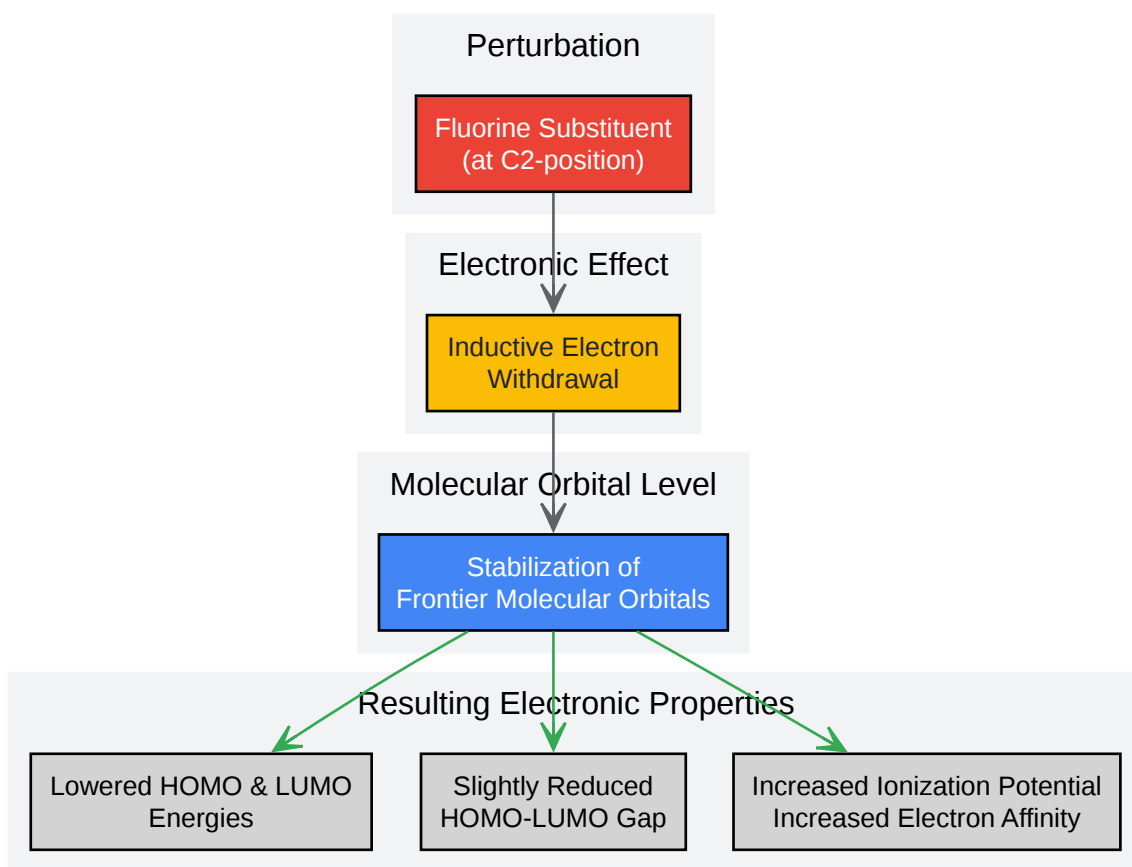 Perturbation
Fluorine Substituent
(at C2-position)
Electronic Effect
Inductive Electron
Withdrawal
Molecular Orbital Level
Stabilization of
Frontier Molecular Orbitals
Resulting Electronic Properties
Lowered HOMO & LUMO
Energies
Slightly Reduced
HOMO-LUMO Gap
Increased Ionization Potential
Increased Electron Affinity